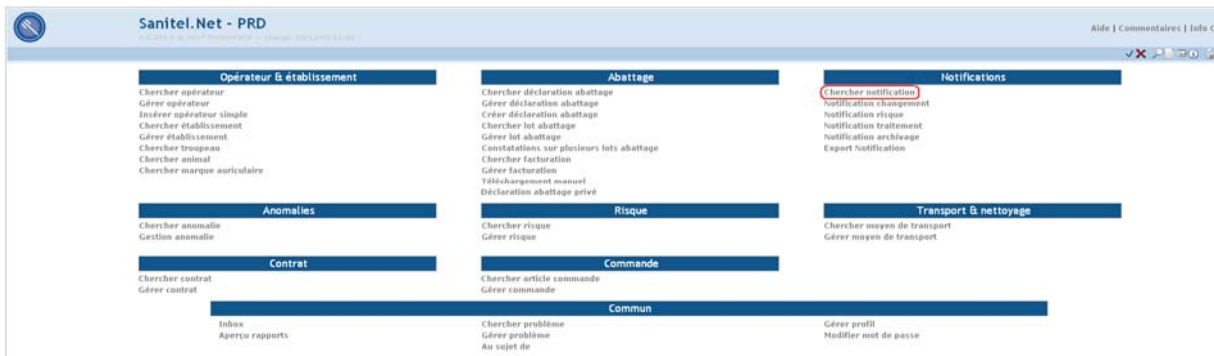 Sanitel.Net - PRD
Aide | Commentaires | Info
Opérateur & établissement
Chercher opérateur
Gérer opérateur
Insérer opérateur simple
Chercher établissement
Gérer établissement
Chercher troupeau
Chercher animal
Chercher marque auriculaire
Abattage
Chercher déclaration abattage
Gérer déclaration abattage
Créer déclaration abattage
Chercher lot abattage
Gérer lot abattage
Constatations sur plusieurs lots abattage
Chercher facturation
Gérer facturation
Téléchargement manuel
Déclaration abattage privé
Notifications
Chercher notification
Notification changement
Notification risque
Notification traitement
Notification archivage
Export Notification
Anomalies
Chercher anomalie
Gestion anomalie
Risque
Chercher risque
Gérer risque
Transport & nettoyage
Chercher moyen de transport
Gérer moyen de transport
Contrat
Chercher contrat
Gérer contrat
Commande
Chercher article commande
Gérer commande
Commun
Inbox
Aperçu rapports
Chercher problème
Gérer problème
Au sujet de
Gérer profil
Modifier mot de passe